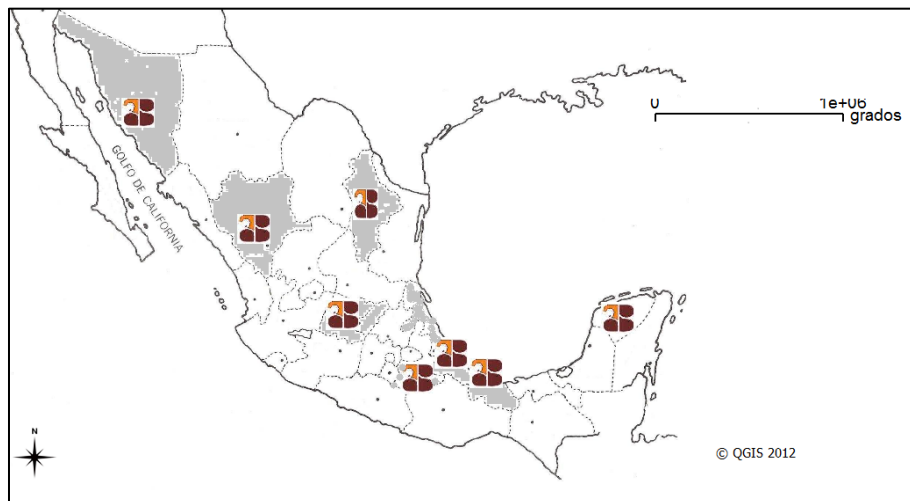 0 1e+06
grados
GOLFO DE CALIFORNIA
N
© QGIS 2012